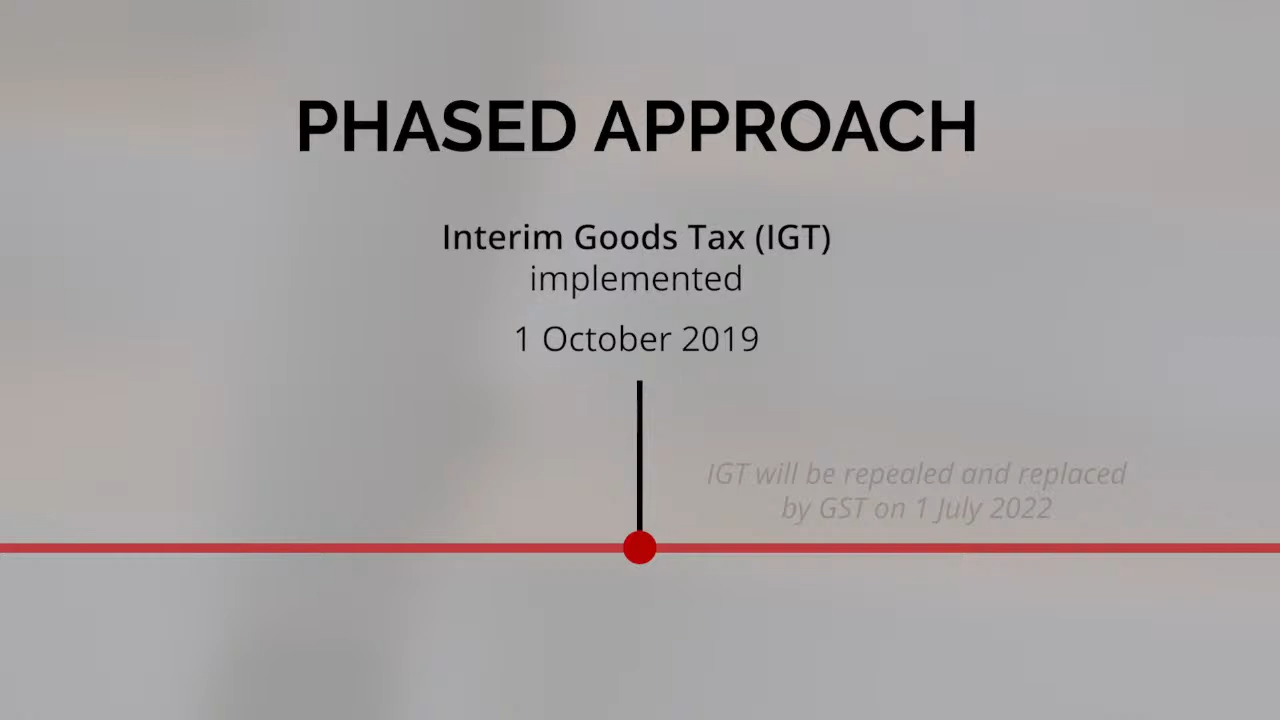 PHASED APPROACH
Interim Goods Tax (IGT)
implemented
1 October 2019
IGT will be repealed and replaced
by GST on 1 July 2022